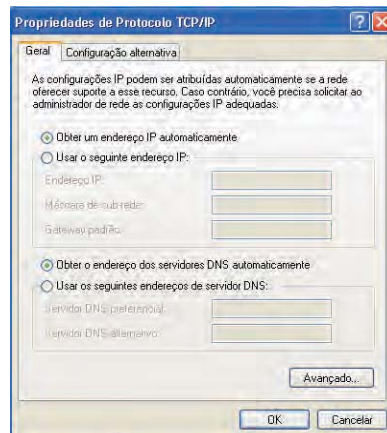 Propriedades de Protocolo TCP/IP
Geral
Configuração alternativa
As configurações IP podem ser atribuídas automaticamente se a rede
oferecer suporte a esse recurso. Caso contrário, você precisa solicitar ao
administrador de rede as configurações IP adequadas.
Obter um endereço IP automaticamente
Usar o seguinte endereço IP:
Endereço IP:
Máscara de sub-rede:
Gateway padrão:
Obter o endereço dos servidores DNS automaticamente
Usar os seguintes endereços de servidor DNS:
Servidor DNS preferencial:
Servidor DNS alternativo:
Avançado...
OK
Cancelar